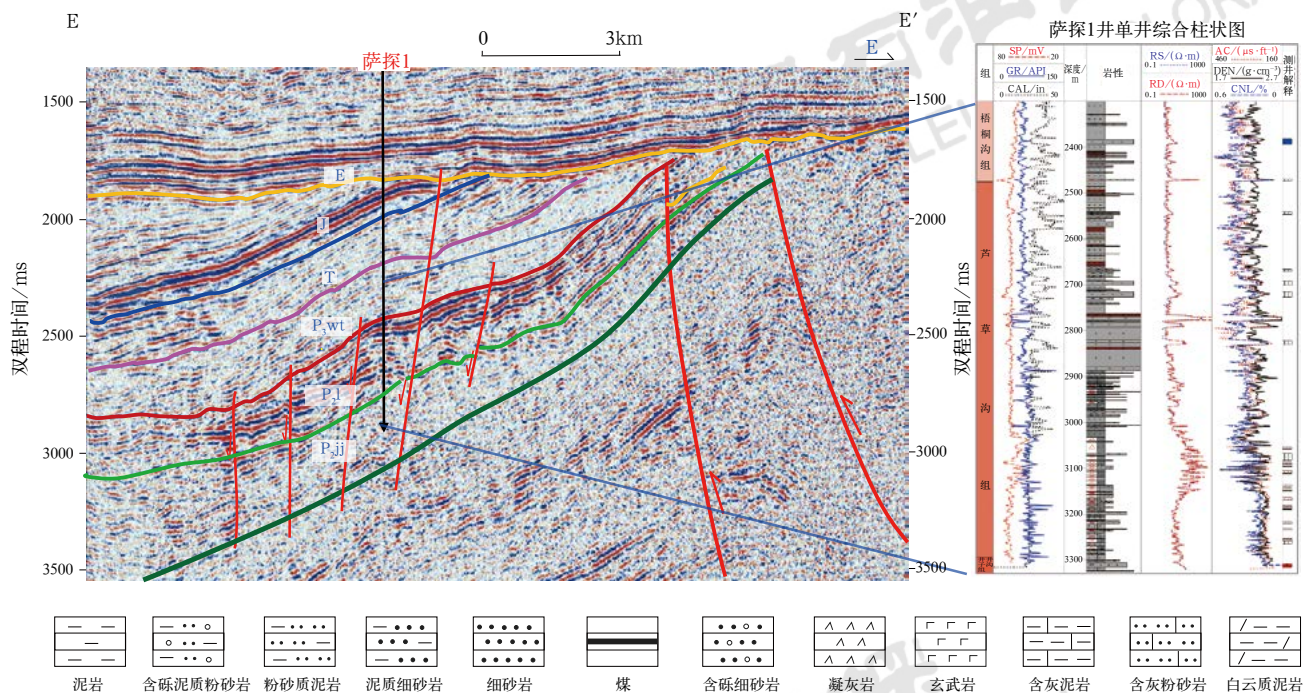 E
E′
0 3km
E
萨探1
1500
2000
2500
3000
3500
双程时间/ms
E
J
T
P₃wt
P₂l
P₂jj
1500
2000
2500
3000
3500
双程时间/ms
萨探1井单井综合柱状图
组
SP/mV
80 20
GR/API
0 150
CAL/in
0 50
深度/m
岩性
RS/(Ω·m)
0.1 1000
RD/(Ω·m)
0.1 1000
AC/(μs·ft⁻¹)
460 160
DEN/(g·cm⁻³)
1.7 2.7
CNL/%
0.6 0
测井解释
梧桐沟组
芦草沟组
2400
2500
2600
2700
2800
2900
3000
3100
3200
3300
泥岩
含砾泥质粉砂岩
粉砂质泥岩
泥质细砂岩
细砂岩
煤
含砾细砂岩
凝灰岩
玄武岩
含灰泥岩
含灰粉砂岩
白云质泥岩